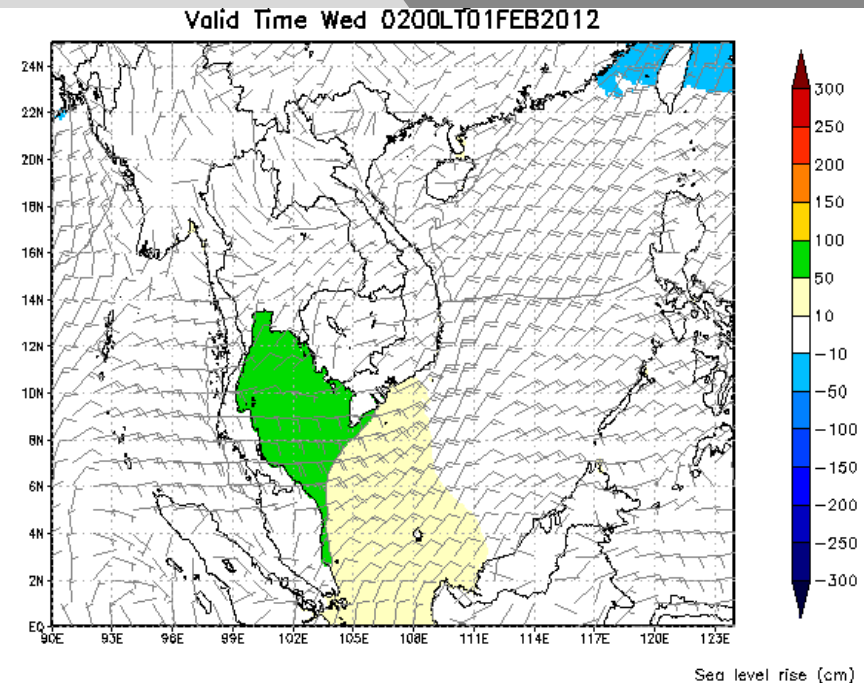 Valid Time Wed 0200LT01FEB2012
24N
22N
20N
18N
16N
14N
12N
10N
8N
6N
4N
2N
EQ
90E 93E 96E 99E 102E 105E 108E 111E 114E 117E 120E 123E
300
250
200
150
100
50
10
−10
−50
−100
−150
−200
−250
−300
Sea level rise (cm)